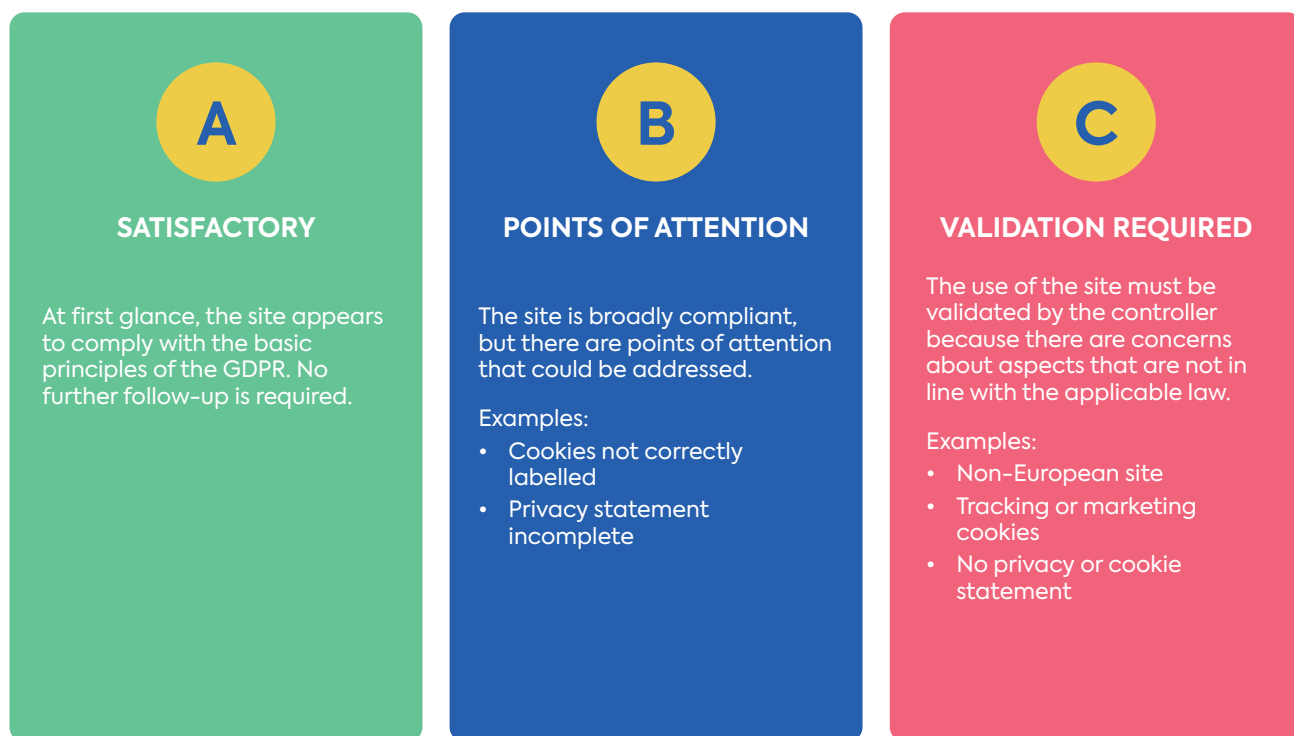 A
SATISFACTORY
At first glance, the site appears
to comply with the basic
principles of the GDPR. No
further follow-up is required.
B
POINTS OF ATTENTION
The site is broadly compliant,
but there are points of attention
that could be addressed.
Examples:
• Cookies not correctly
labelled
• Privacy statement
incomplete
C
VALIDATION REQUIRED
The use of the site must be
validated by the controller
because there are concerns
about aspects that are not in
line with the applicable law.
Examples:
• Non-European site
• Tracking or marketing
cookies
• No privacy or cookie
statement